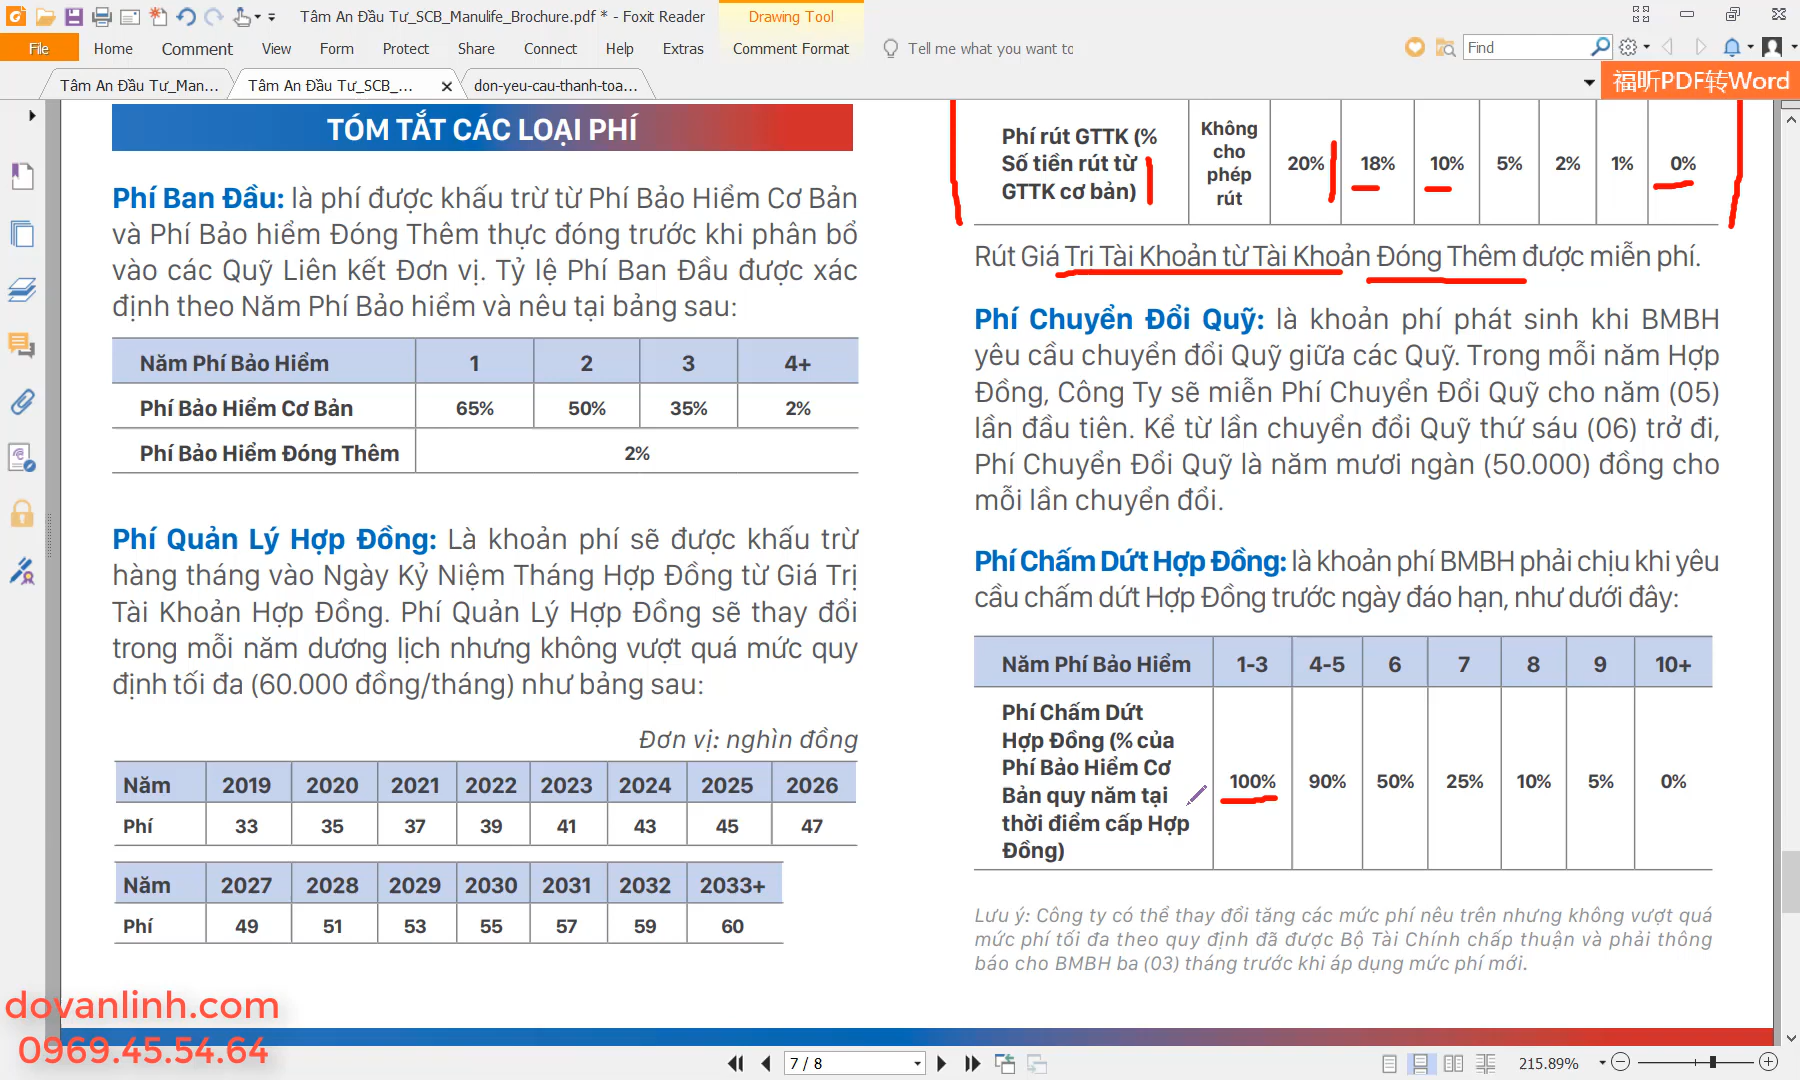 Tâm An Đầu Tư_SCB_Manulife_Brochure.pdf * - Foxit Reader
Drawing Tool
File Home Comment View Form Protect Share Connect Help Extras Comment Format Tell me what you want to Find
Tâm An Đầu Tư_Man... Tâm An Đầu Tư_SCB_... don-yeu-cau-thanh-toa... 福昕PDF转Word
TÓM TẮT CÁC LOẠI PHÍ
Phí Ban Đầu: là phí được khấu trừ từ Phí Bảo Hiểm Cơ Bản
và Phí Bảo hiểm Đóng Thêm thực đóng trước khi phân bổ
vào các Quỹ Liên kết Đơn vị. Tỷ lệ Phí Ban Đầu được xác
định theo Năm Phí Bảo hiểm và nêu tại bảng sau:
Năm Phí Bảo Hiểm 1 2 3 4+
Phí Bảo Hiểm Cơ Bản 65% 50% 35% 2%
Phí Bảo Hiểm Đóng Thêm 2%
Phí Quản Lý Hợp Đồng: Là khoản phí sẽ được khấu trừ
hàng tháng vào Ngày Kỷ Niệm Tháng Hợp Đồng từ Giá Trị
Tài Khoản Hợp Đồng. Phí Quản Lý Hợp Đồng sẽ thay đổi
trong mỗi năm dương lịch nhưng không vượt quá mức quy
định tối đa (60.000 đồng/tháng) như bảng sau:
Đơn vị: nghìn đồng
Năm 2019 2020 2021 2022 2023 2024 2025 2026
Phí 33 35 37 39 41 43 45 47
Năm 2027 2028 2029 2030 2031 2032 2033+
Phí 49 51 53 55 57 59 60
Phí rút GTTK (%
Số tiền rút từ
GTTK cơ bản)
Không
cho
phép
rút
20% 18% 10% 5% 2% 1% 0%
Rút Giá Trị Tài Khoản từ Tài Khoản Đóng Thêm được miễn phí.
Phí Chuyển Đổi Quỹ: là khoản phí phát sinh khi BMBH
yêu cầu chuyển đổi Quỹ giữa các Quỹ. Trong mỗi năm Hợp
Đồng, Công Ty sẽ miễn Phí Chuyển Đổi Quỹ cho năm (05)
lần đầu tiên. Kể từ lần chuyển đổi Quỹ thứ sáu (06) trở đi,
Phí Chuyển Đổi Quỹ là năm mươi ngàn (50.000) đồng cho
mỗi lần chuyển đổi.
Phí Chấm Dứt Hợp Đồng: là khoản phí BMBH phải chịu khi yêu
cầu chấm dứt Hợp Đồng trước ngày đáo hạn, như dưới đây:
Năm Phí Bảo Hiểm 1-3 4-5 6 7 8 9 10+
Phí Chấm Dứt
Hợp Đồng (% của
Phí Bảo Hiểm Cơ
Bản quy năm tại
thời điểm cấp Hợp
Đồng)
100% 90% 50% 25% 10% 5% 0%
Lưu ý: Công ty có thể thay đổi tăng các mức phí nêu trên nhưng không vượt quá
mức phí tối đa theo quy định đã được Bộ Tài Chính chấp thuận và phải thông
báo cho BMBH ba (03) tháng trước khi áp dụng mức phí mới.
dovanlinh.com
0969.45.54.64
7 / 8
215.89%